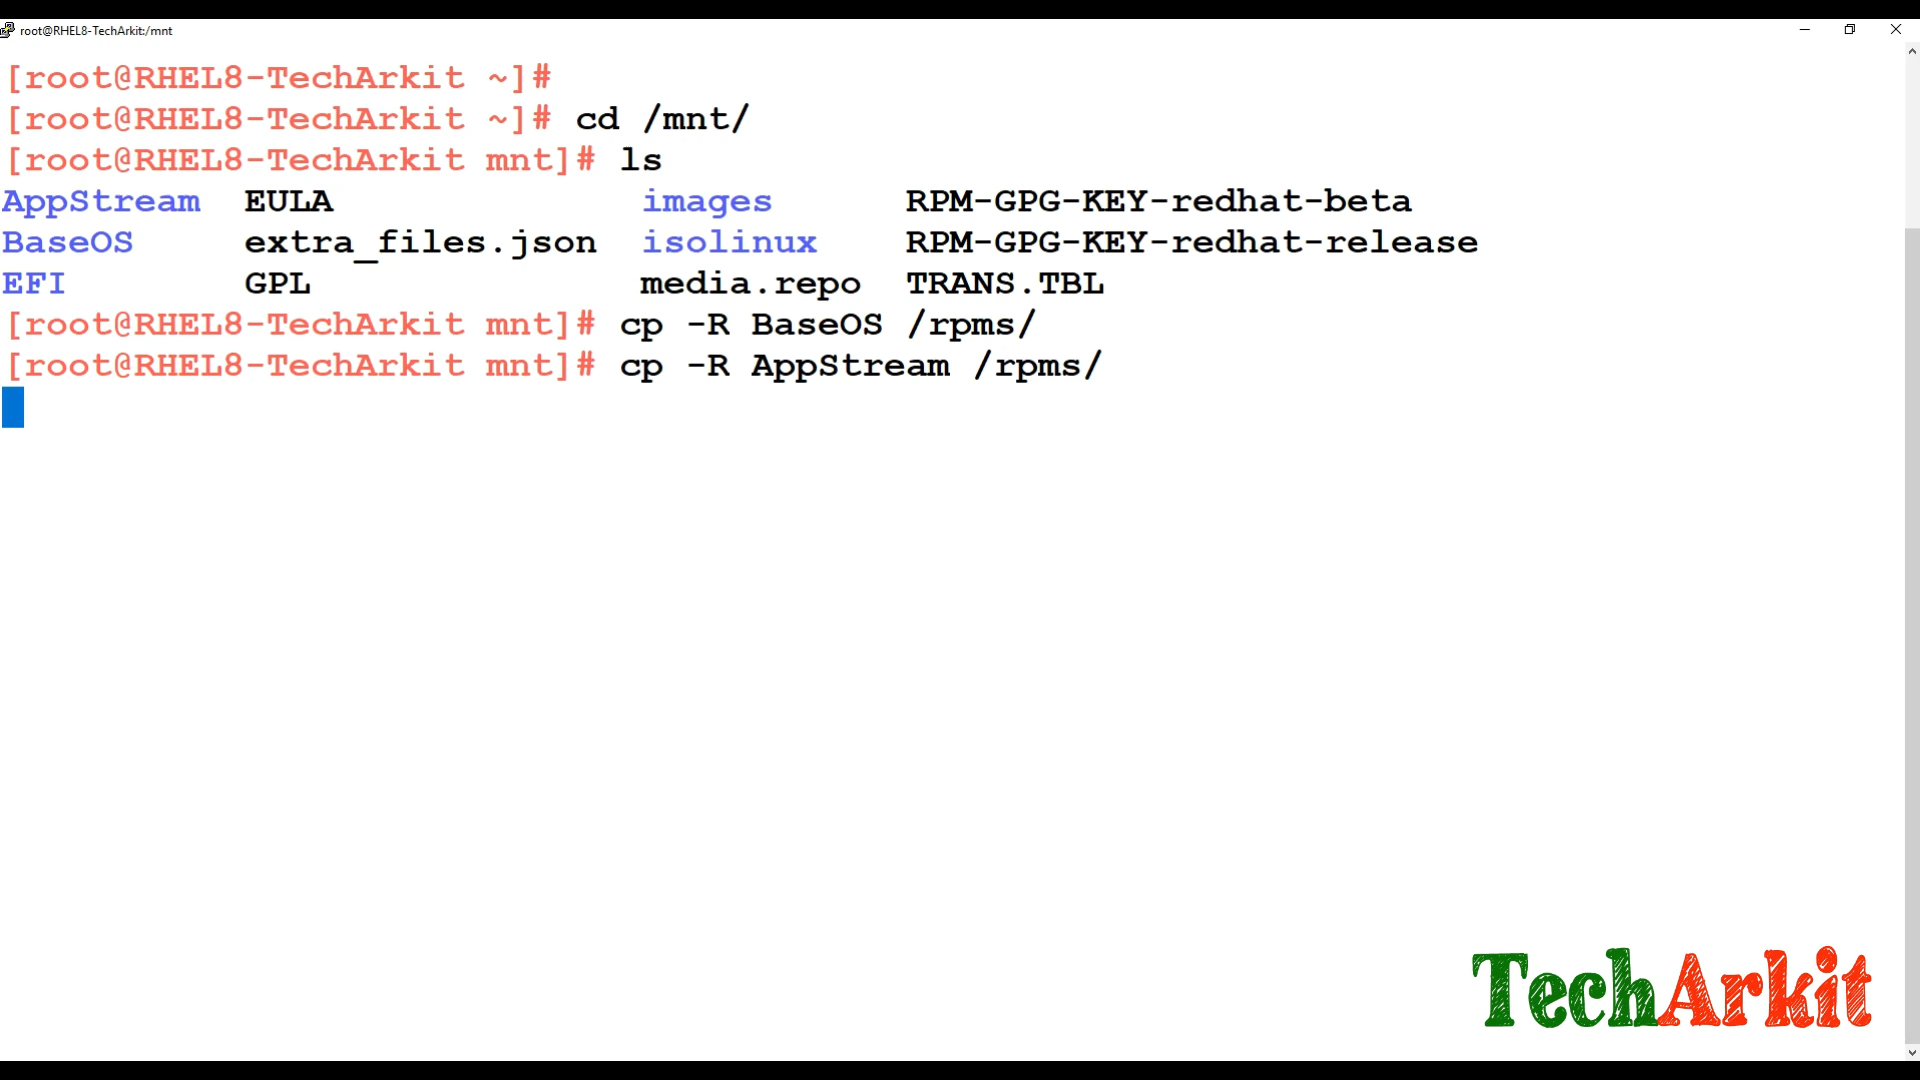 root@RHEL8-TechArkit:/mnt
[root@RHEL8-TechArkit ~]#
[root@RHEL8-TechArkit ~]# cd /mnt/
[root@RHEL8-TechArkit mnt]# ls
AppStream EULA images RPM-GPG-KEY-redhat-beta
BaseOS extra_files.json isolinux RPM-GPG-KEY-redhat-release
EFI GPL media.repo TRANS.TBL
[root@RHEL8-TechArkit mnt]# cp -R BaseOS /rpms/
[root@RHEL8-TechArkit mnt]# cp -R AppStream /rpms/
TechArkit